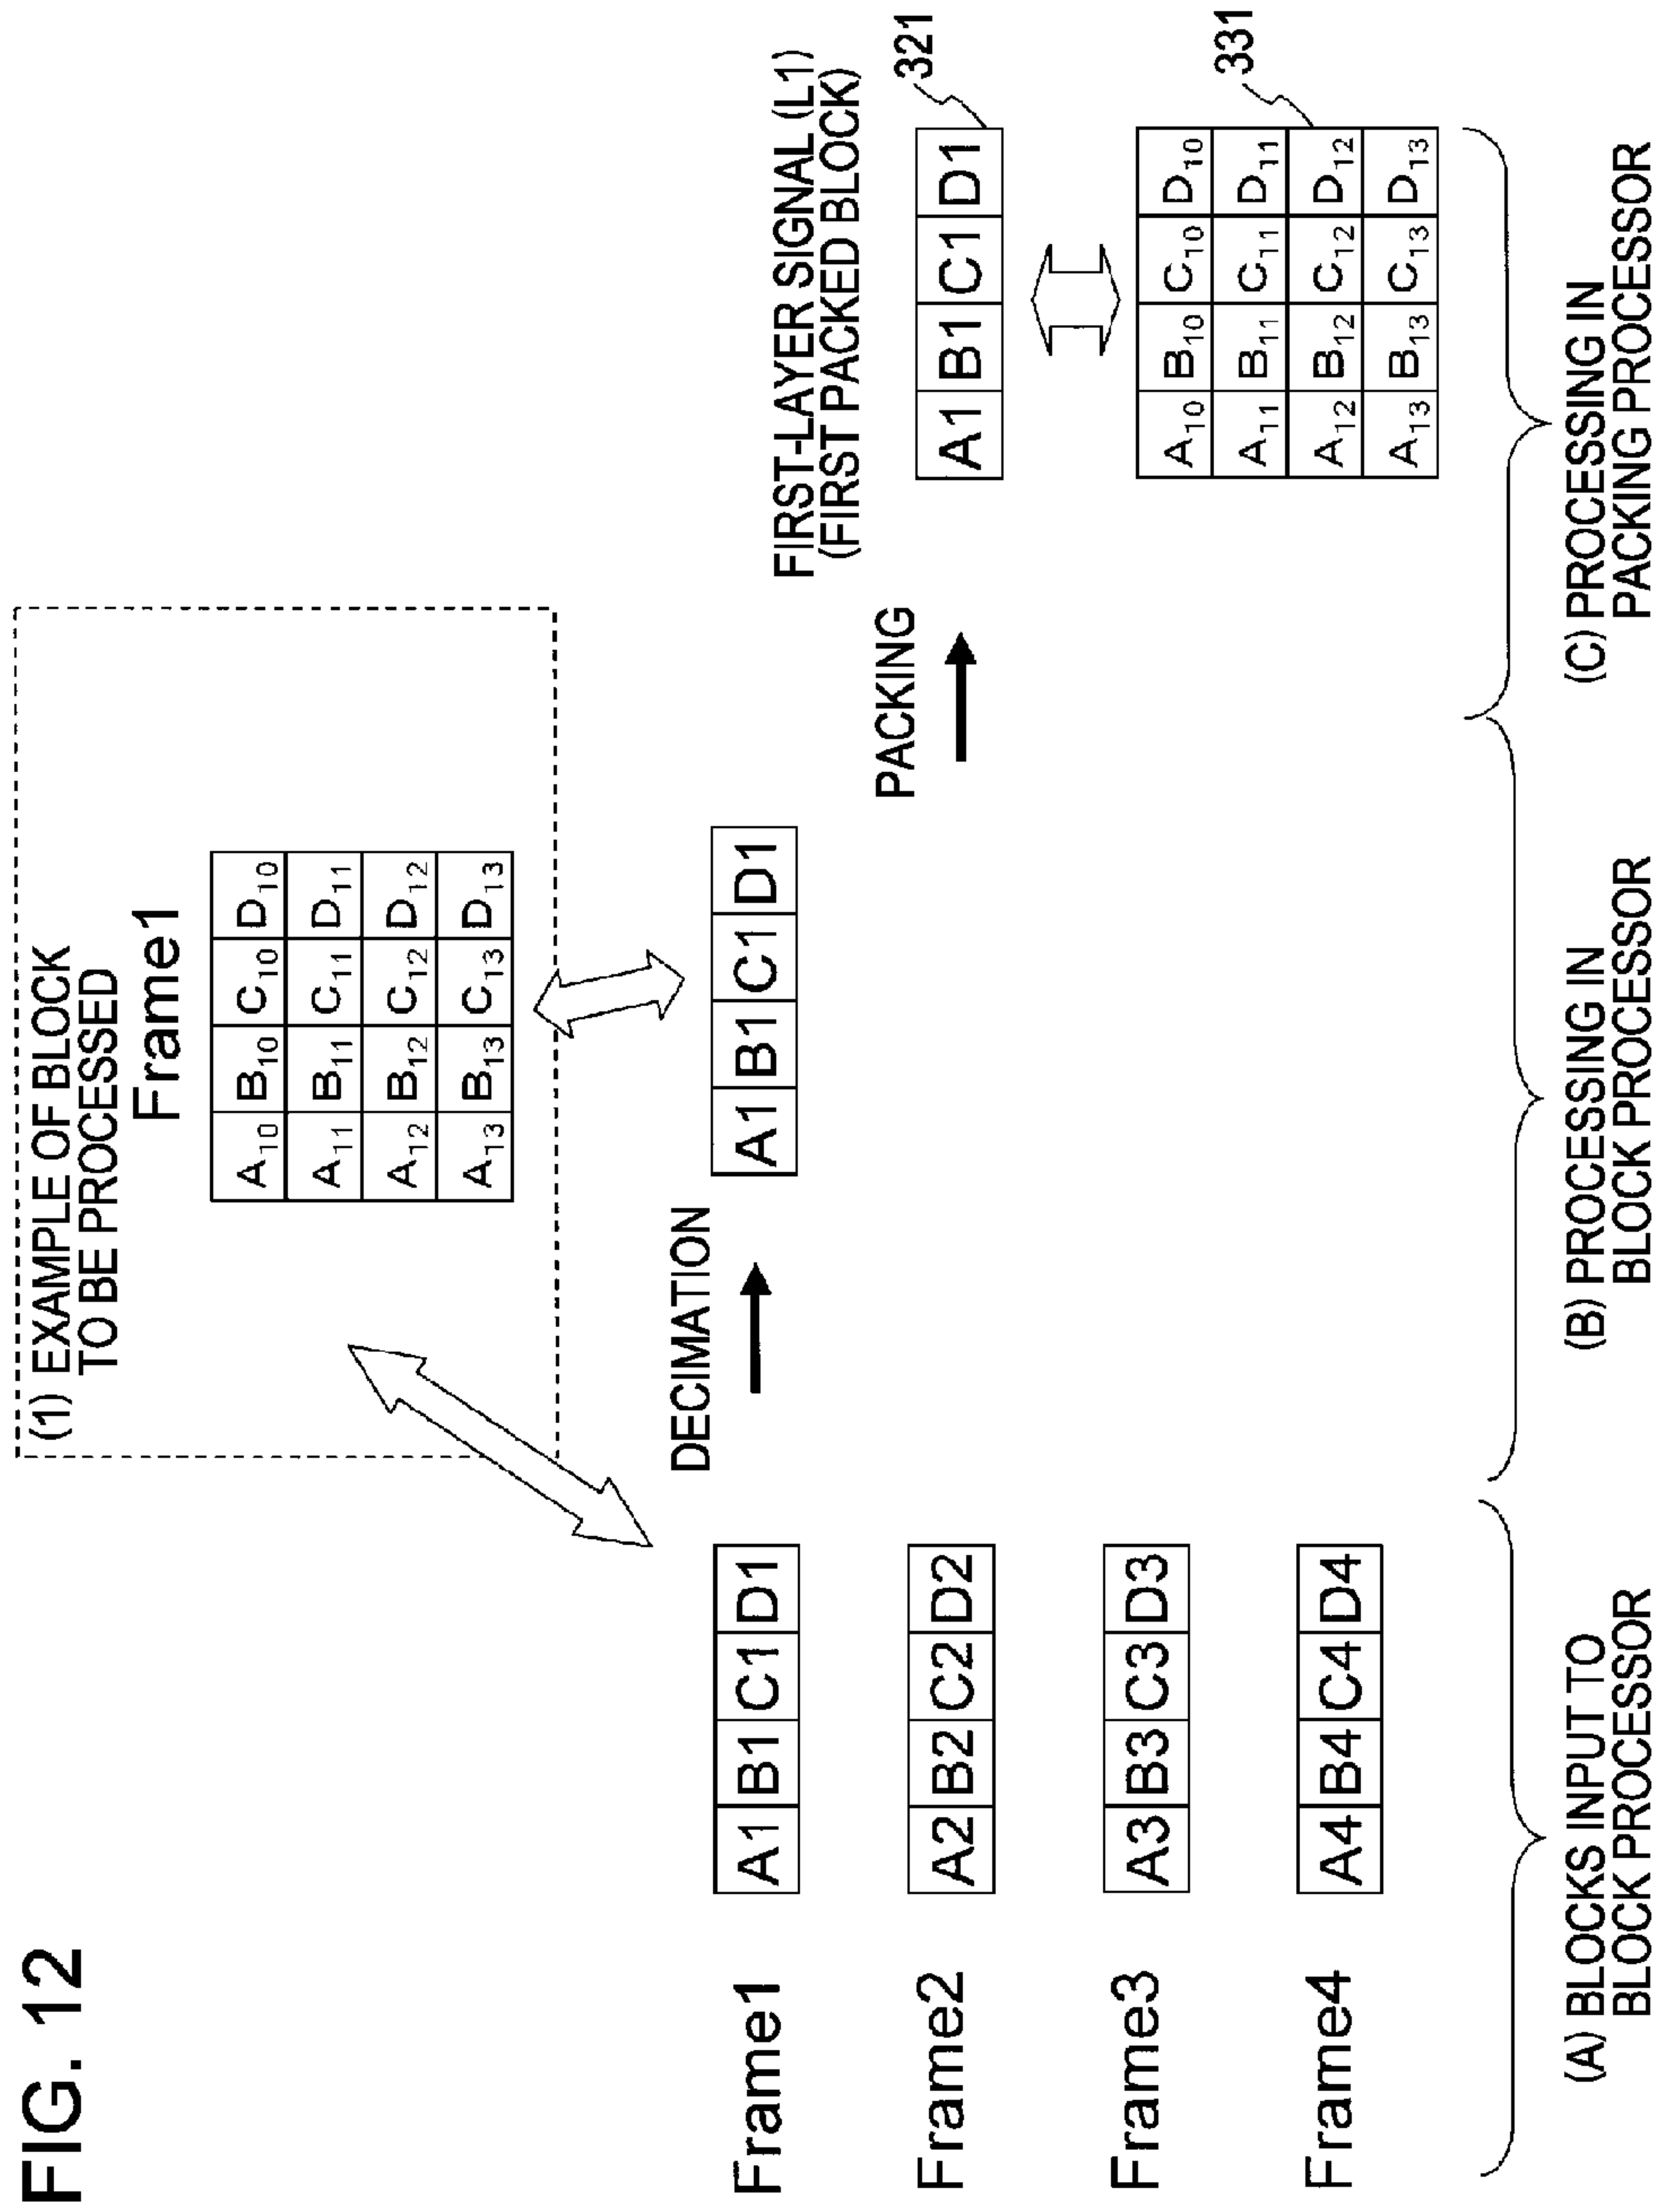 FIG. 12
(1) EXAMPLE OF BLOCK
TO BE PROCESSED
Frame1
A10 B10 C10 D10
A11 B11 C11 D11
A12 B12 C12 D12
A13 B13 C13 D13
Frame1
A1 B1 C1 D1
Frame2
A2 B2 C2 D2
Frame3
A3 B3 C3 D3
Frame4
A4 B4 C4 D4
DECIMATION
A1 B1 C1 D1
PACKING
FIRST-LAYER SIGNAL (L1)
(FIRST PACKED BLOCK)
A1 B1 C1 D1
321
A10 B10 C10 D10
A11 B11 C11 D11
A12 B12 C12 D12
A13 B13 C13 D13
331
(A) BLOCKS INPUT TO
BLOCK PROCESSOR
(B) PROCESSING IN
BLOCK PROCESSOR
(C) PROCESSING IN
PACKING PROCESSOR